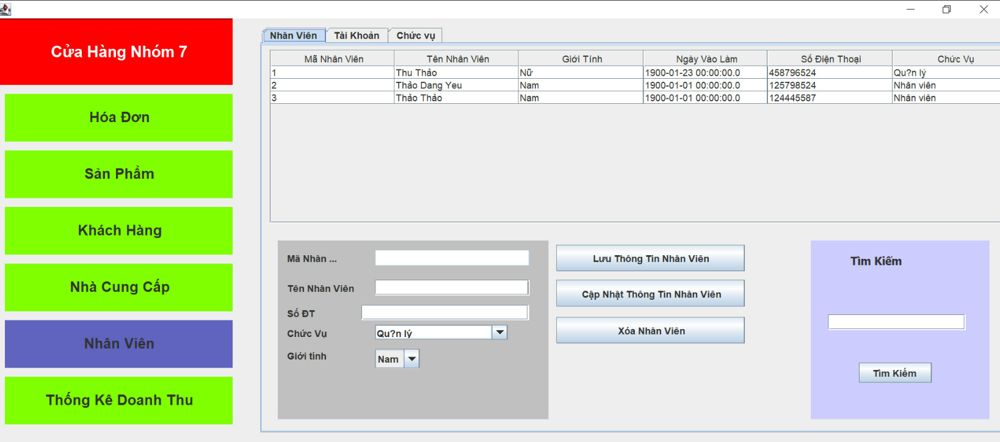 Cửa Hàng Nhóm 7
Hóa Đơn
Sản Phẩm
Khách Hàng
Nhà Cung Cấp
Nhân Viên
Thống Kê Doanh Thu
Nhân Viên Tài Khoản Chức vụ
Mã Nhân Viên Tên Nhân Viên Giới Tính Ngày Vào Làm Số Điện Thoại Chức Vụ
1 Thu Thảo Nữ 1900-01-23 00:00:00.0 458796524 Qu?n lý
2 Thảo Dang Yeu Nam 1900-01-01 00:00:00.0 125798524 Nhân viên
3 Thảo Thảo Nam 1900-01-01 00:00:00.0 124445587 Nhân viên
Mã Nhân ...
Tên Nhân Viên
Số ĐT
Chức Vụ Qu?n lý
Giới tính Nam
Lưu Thông Tin Nhân Viên
Cập Nhật Thông Tin Nhân Viên
Xóa Nhân Viên
Tìm Kiếm
Tìm Kiếm